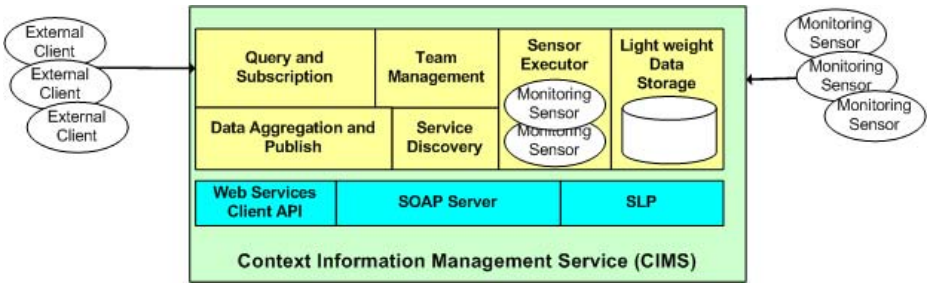 External
Client
External
Client
External
Client
Query and
Subscription
Team
Management
Sensor
Executor
Monitoring
Sensor
Monitoring
Sensor
Light weight
Data
Storage
Data Aggregation and
Publish
Service
Discovery
Web Services
Client API
SOAP Server
SLP
Context Information Management Service (CIMS)
Monitoring
Sensor
Monitoring
Sensor
Monitoring
Sensor